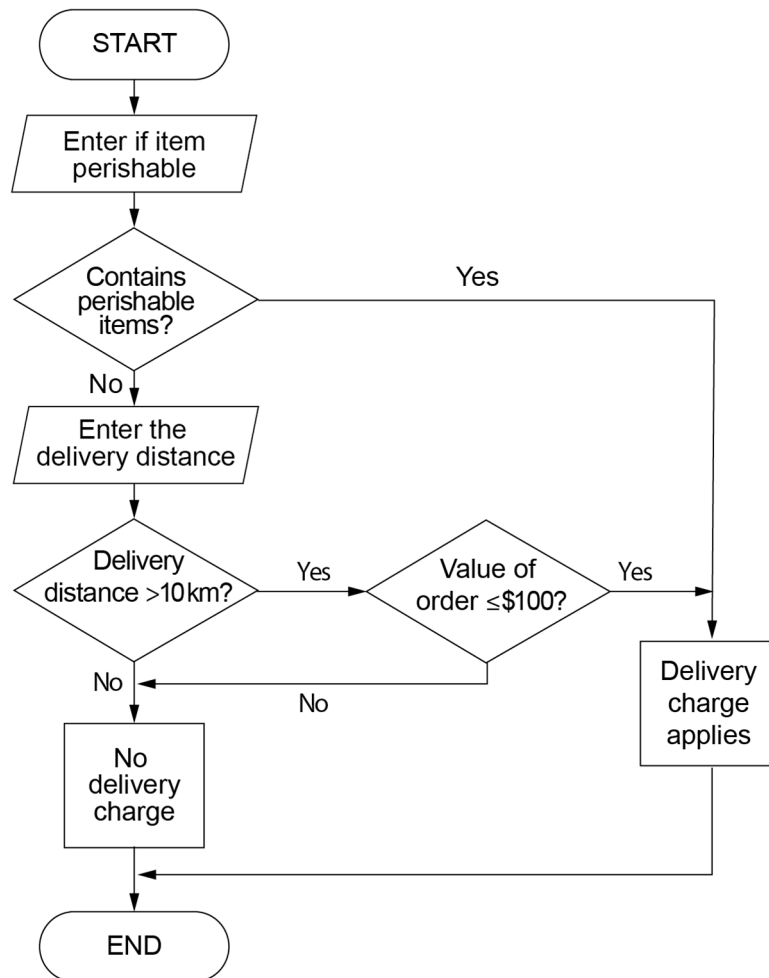 START
Enter if item
perishable
Contains
perishable
items?
Yes
No
Enter the
delivery distance
Delivery
distance >10 km?
Yes
Value of
order ≤$100?
Yes
No
No
Delivery
charge
applies
No
delivery
charge
END